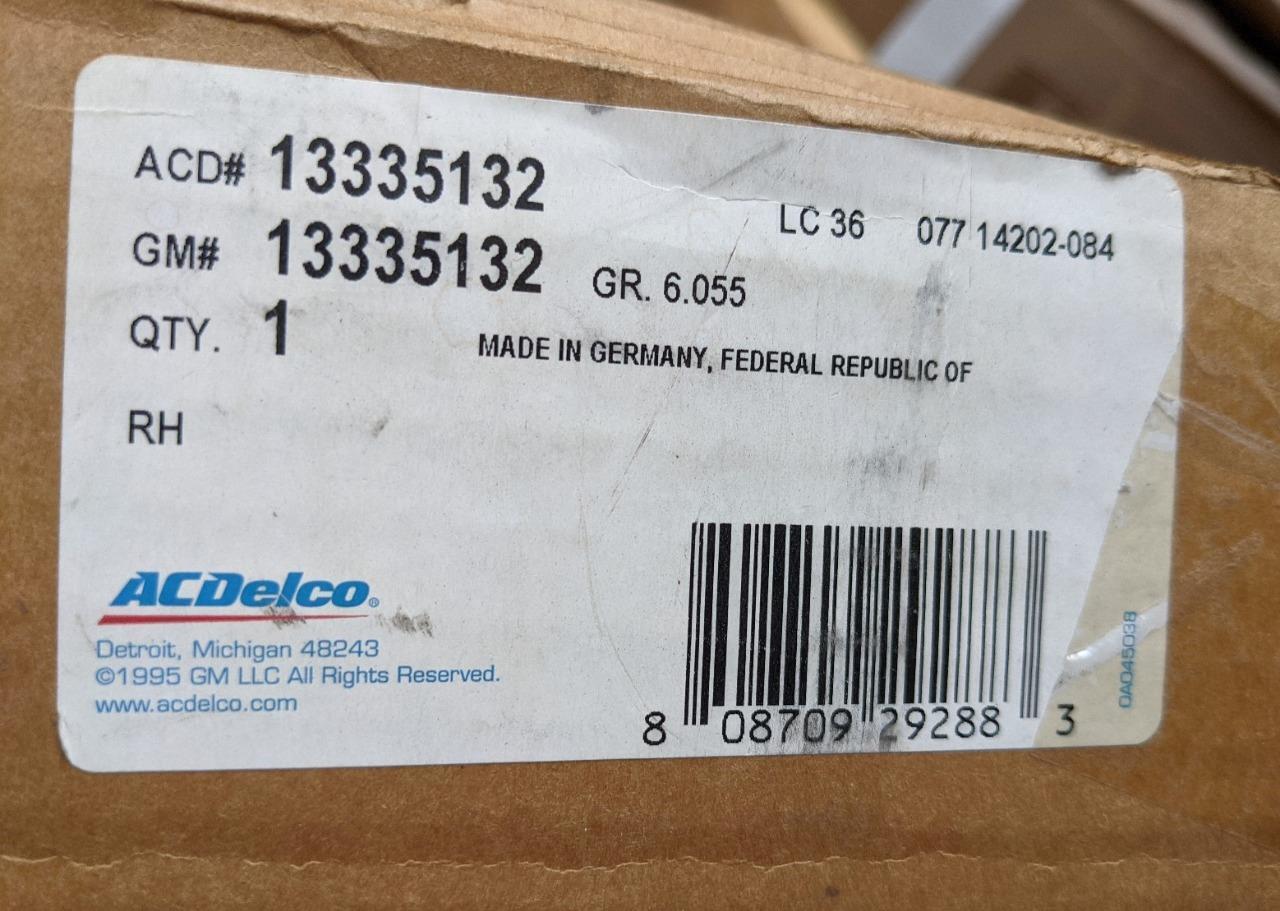 ACD# 13335132
LC 36 077 14202-084
GM# 13335132 GR. 6.055
QTY. 1
MADE IN GERMANY, FEDERAL REPUBLIC OF
RH
ACDelco®
Detroit, Michigan 48243
©1995 GM LLC All Rights Reserved.
www.acdelco.com
8 08709 29288 3
0A045038